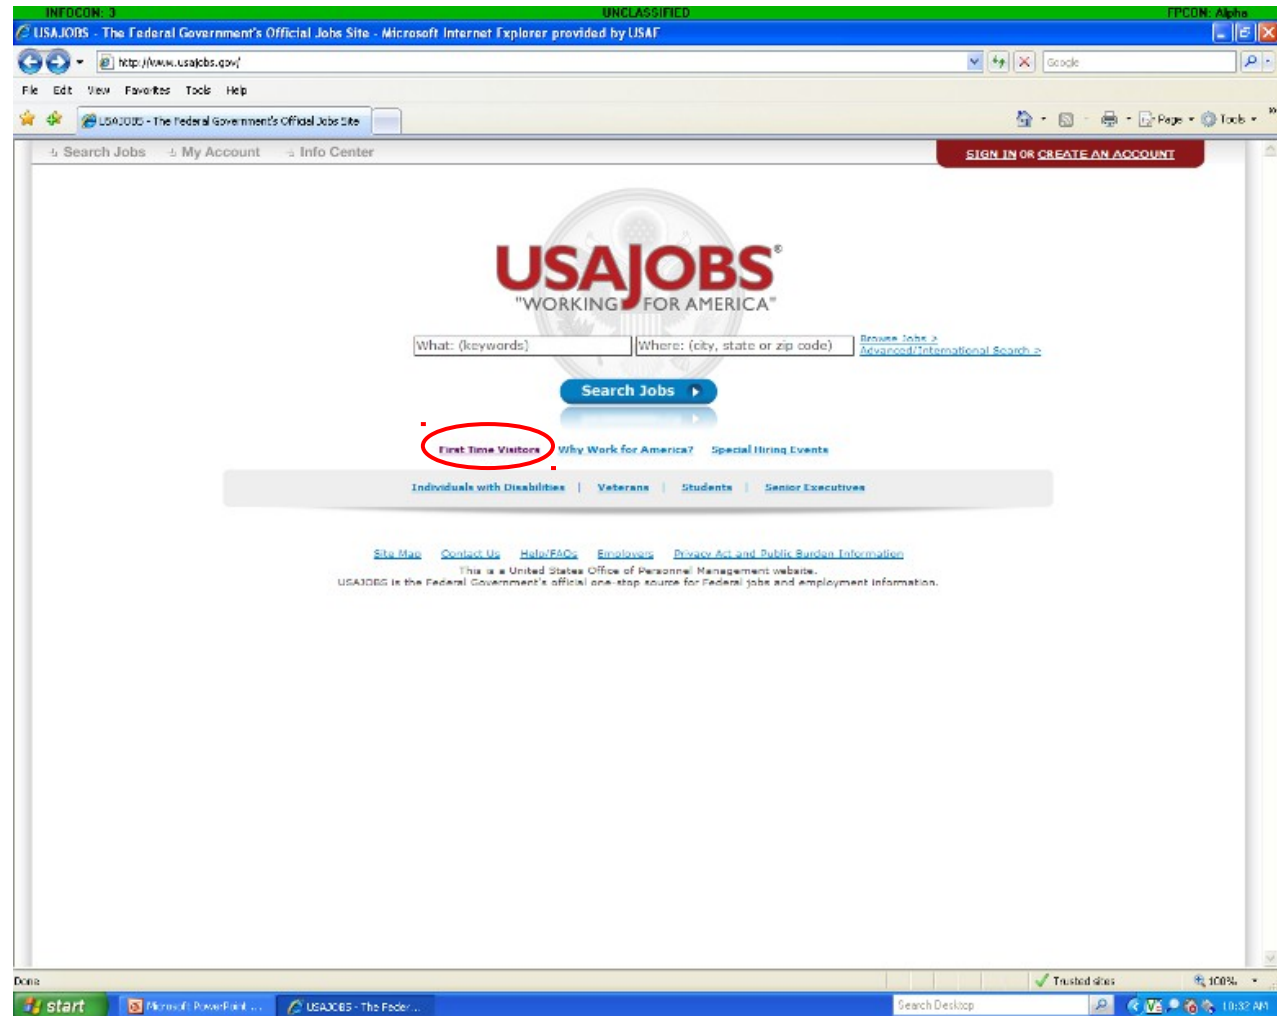 INFOCON: 3 UNCLASSIFIED FPCON: Alpha
USAJOBS - The Federal Government's Official Jobs Site - Microsoft Internet Explorer provided by USAF
http://www.usajobs.gov/ Google
File Edit View Favorites Tools Help
USAJOBS - The Federal Government's Official Jobs Site Page Tools
Search Jobs My Account Info Center SIGN IN OR CREATE AN ACCOUNT
USAJOBS®
"WORKING FOR AMERICA"
What: (keywords) Where: (city, state or zip code) Browse Jobs >
Advanced/International Search >
Search Jobs
First Time Visitors Why Work for America? Special Hiring Events
Individuals with Disabilities | Veterans | Students | Senior Executives
Site Map Contact Us Help/FAQs Employers Privacy Act and Public Burden Information
This is a United States Office of Personnel Management website.
USAJOBS is the Federal Government's official one-stop source for Federal jobs and employment information.
Done Trusted sites 100%
start Microsoft PowerPoint ... USAJOBS - The Feder... Search Desktop 10:32 AM